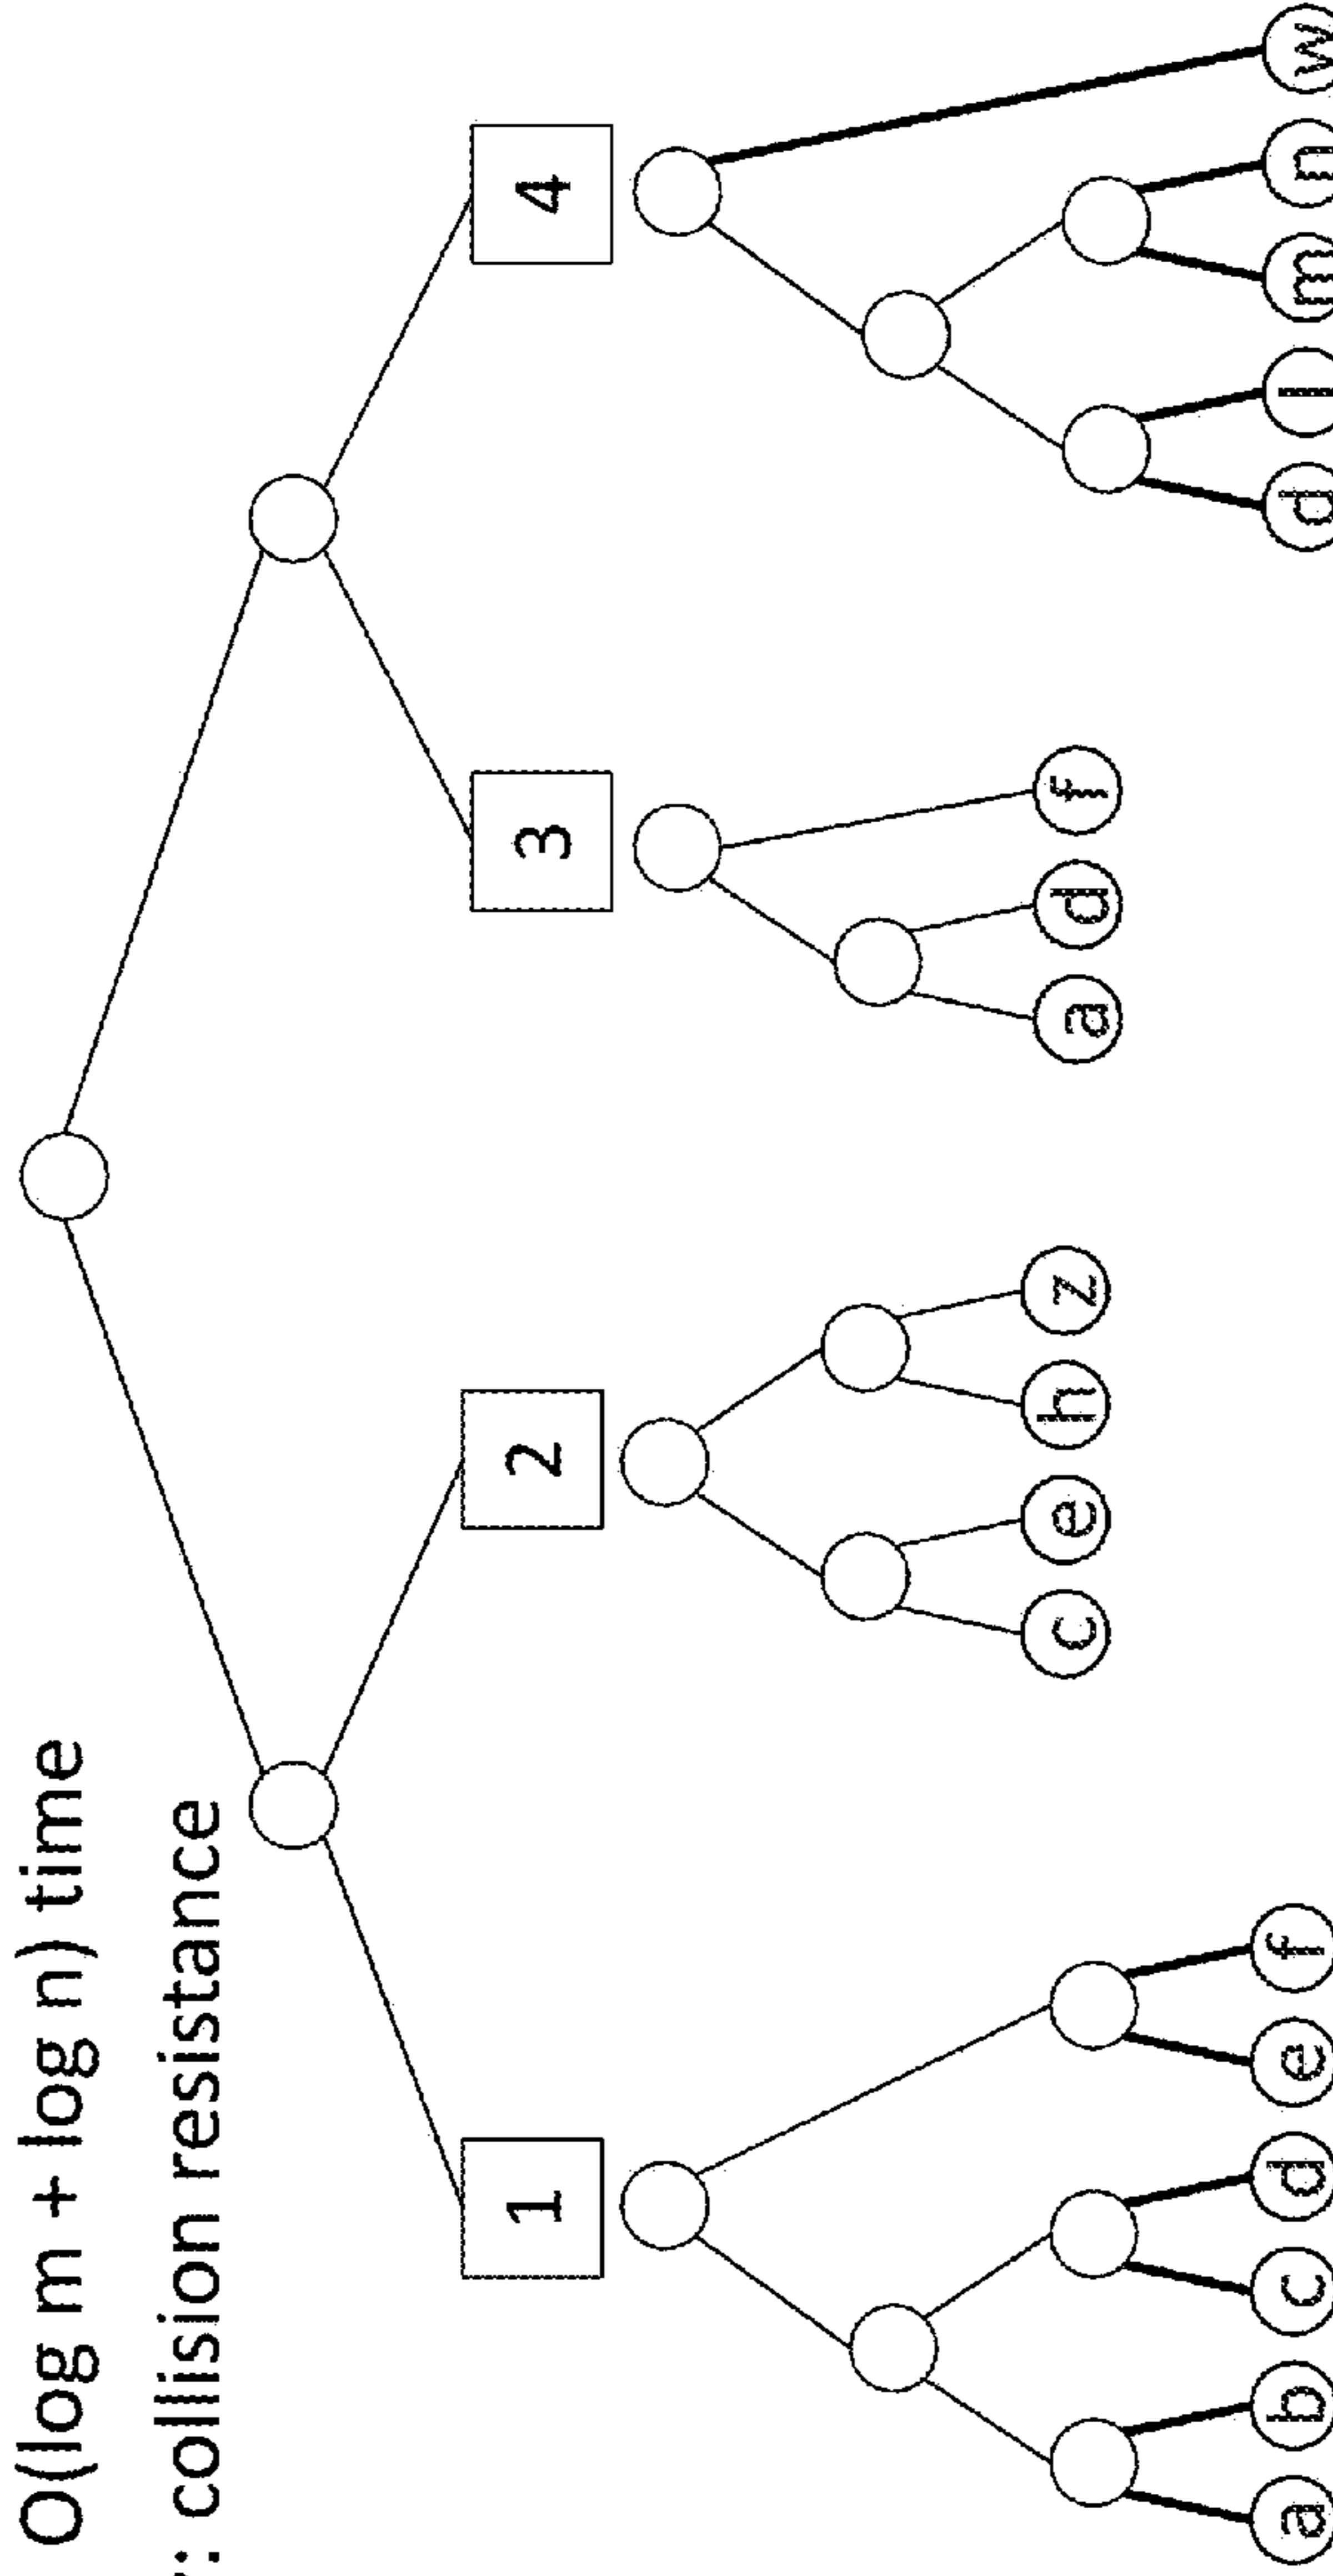 O(log m + log n) time
: collision resistance
1 2 3 4
a b c d e f
c e h z
a d f
d l m n w